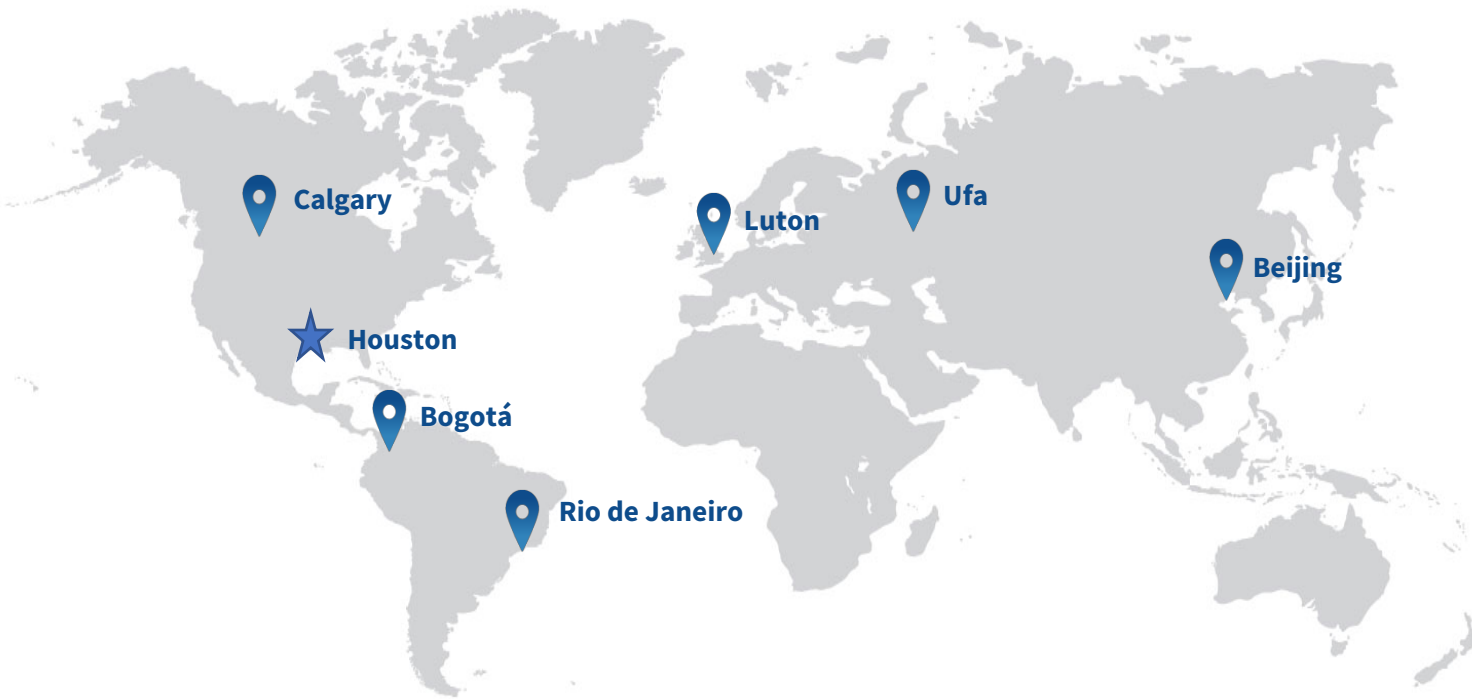 Calgary
Ufa
Luton
Beijing
Houston
Bogotá
Rio de Janeiro